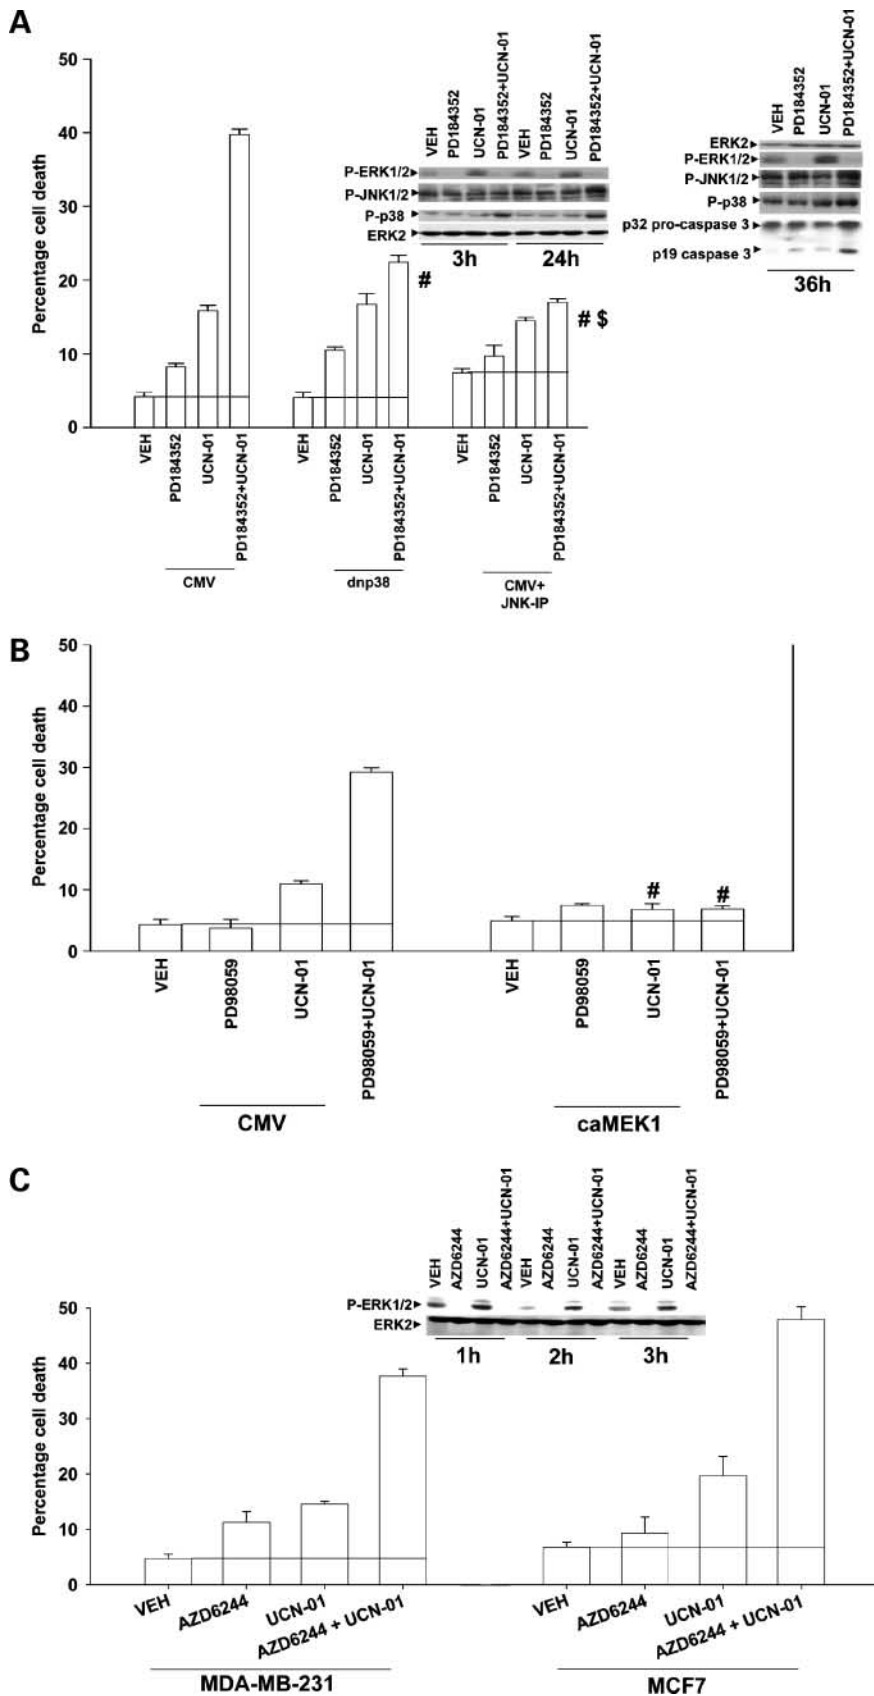 A
Percentage cell death
50
40
30
20
10
0
VEH
PD184352
UCN-01
PD184352+UCN-01
VEH
PD184352
UCN-01
PD184352+UCN-01
P-ERK1/2
P-JNK1/2
P-p38
ERK2
3h
24h
VEH
PD184352
UCN-01
PD184352+UCN-01
ERK2
P-ERK1/2
P-JNK1/2
P-p38
p32 pro-caspase 3
p19 caspase 3
36h
#
# $
VEH
PD184352
UCN-01
PD184352+UCN-01
VEH
PD184352
UCN-01
PD184352+UCN-01
VEH
PD184352
UCN-01
PD184352+UCN-01
CMV
dnp38
CMV+
JNK-IP
B
Percentage cell death
50
40
30
20
10
0
#
#
VEH
PD98059
UCN-01
PD98059+UCN-01
VEH
PD98059
UCN-01
PD98059+UCN-01
CMV
caMEK1
C
Percentage cell death
50
40
30
20
10
0
VEH
AZD6244
UCN-01
AZD6244+UCN-01
VEH
AZD6244
UCN-01
AZD6244+UCN-01
VEH
AZD6244
UCN-01
AZD6244+UCN-01
P-ERK1/2
ERK2
1h
2h
3h
VEH
AZD6244
UCN-01
AZD6244 + UCN-01
VEH
AZD6244
UCN-01
AZD6244 + UCN-01
MDA-MB-231
MCF7